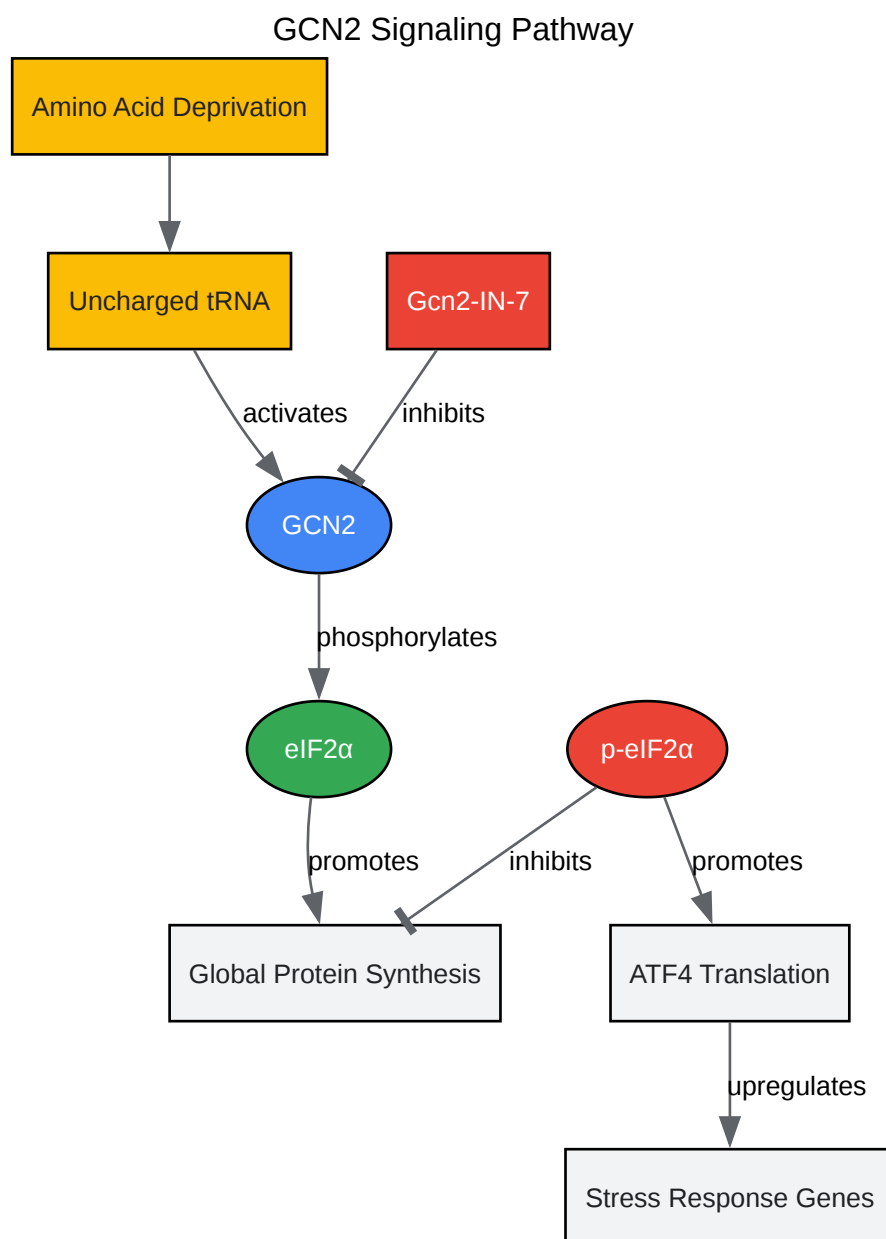 GCN2 Signaling Pathway
Amino Acid Deprivation
Uncharged tRNA
Gcn2-IN-7
activates
inhibits
GCN2
phosphorylates
eIF2α
p-eIF2α
promotes
inhibits
promotes
Global Protein Synthesis
ATF4 Translation
upregulates
Stress Response Genes